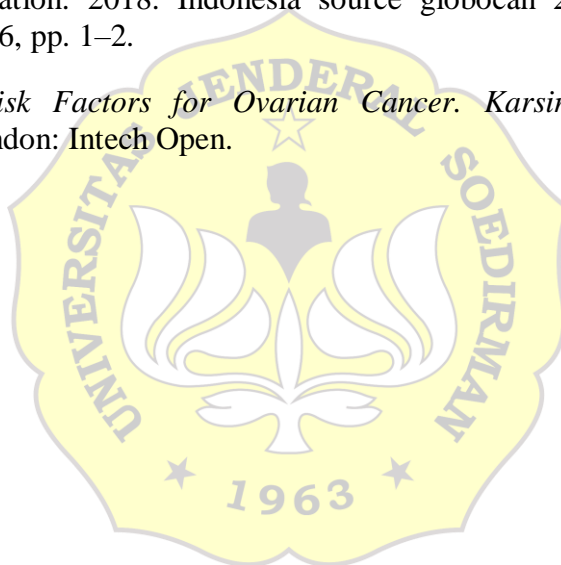 ation. 2018. Indonesia source globocan 2
6, pp. 1–2.
isk Factors for Ovarian Cancer. Karsin
ndon: Intech Open.
UNIVERSITAS JENDERAL SOEDIRMAN
1963